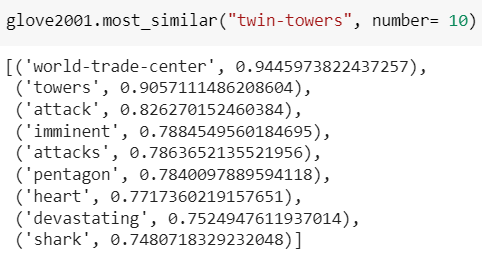 glove2001.most_similar("twin-towers", number= 10)
[('world-trade-center', 0.9445973822437257),
('towers', 0.9057111486208604),
('attack', 0.826270152460384),
('imminent', 0.7884549560184695),
('attacks', 0.7863652135521956),
('pentagon', 0.7840097889594118),
('heart', 0.7717360219157651),
('devastating', 0.7524947611937014),
('shark', 0.7480718329232048)]